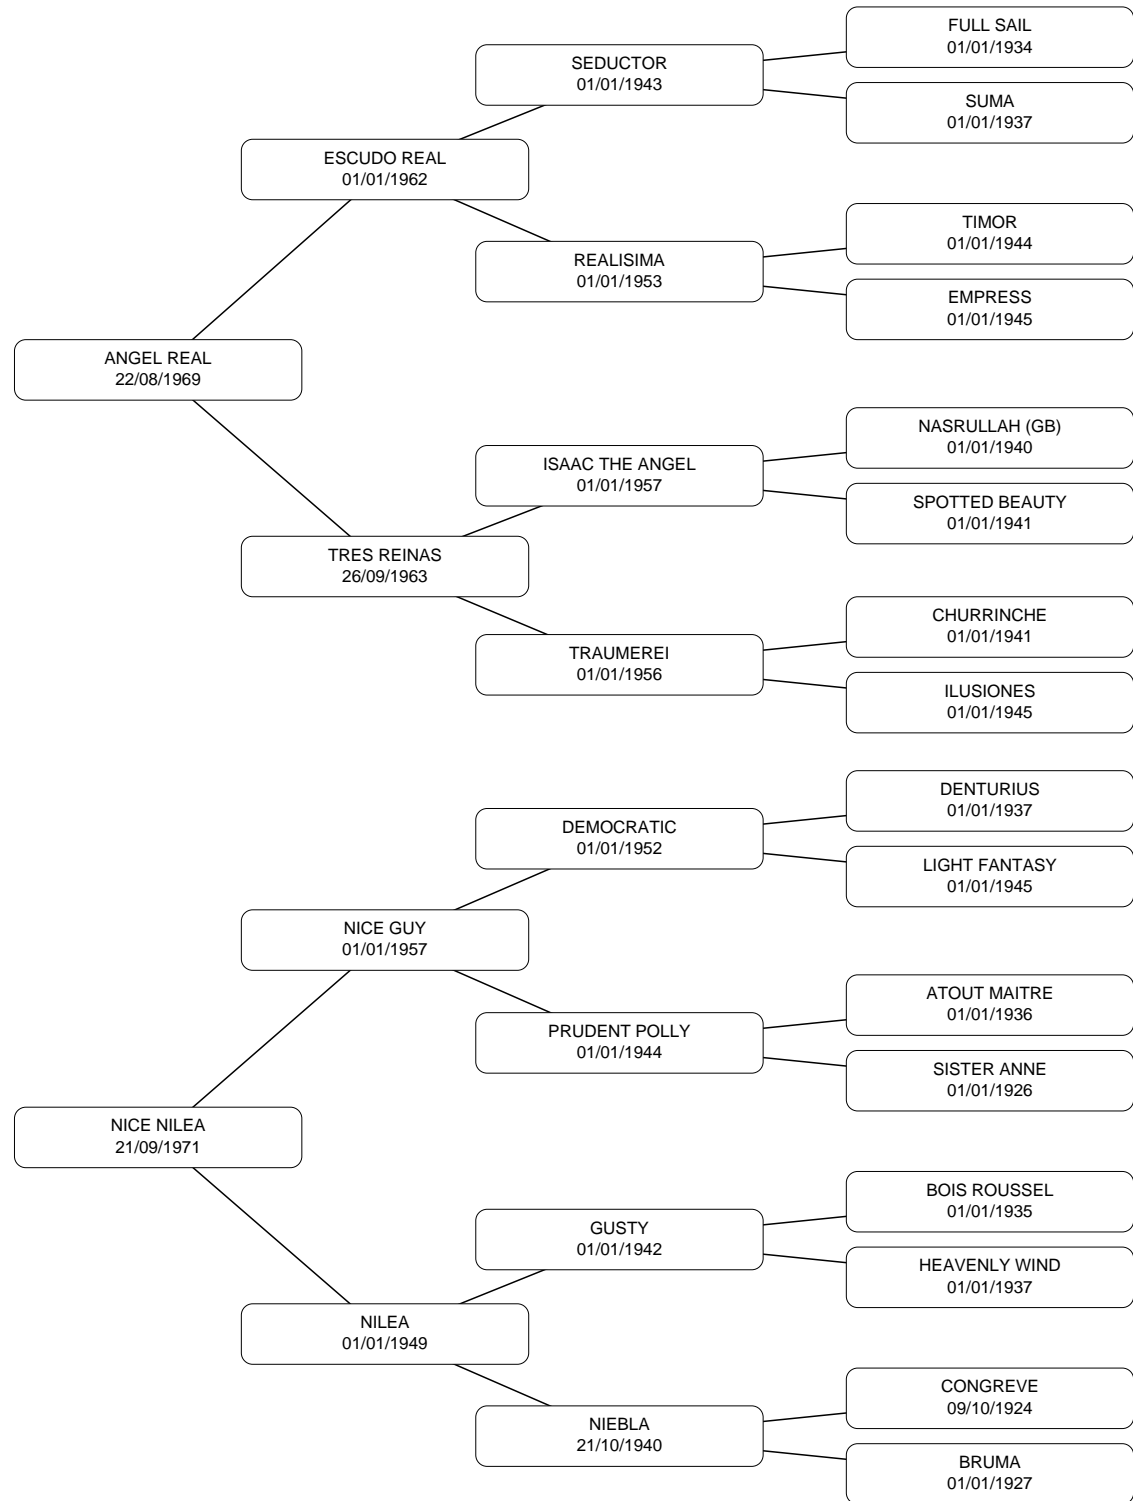 FULL SAIL
01/01/1934
SEDUCTOR
01/01/1943
SUMA
01/01/1937
ESCUDO REAL
01/01/1962
TIMOR
01/01/1944
REALISIMA
01/01/1953
EMPRESS
01/01/1945
ANGEL REAL
22/08/1969
NASRULLAH (GB)
01/01/1940
ISAAC THE ANGEL
01/01/1957
SPOTTED BEAUTY
01/01/1941
TRES REINAS
26/09/1963
CHURRINCHE
01/01/1941
TRAUMEREI
01/01/1956
ILUSIONES
01/01/1945
DENTURIUS
01/01/1937
DEMOCRATIC
01/01/1952
LIGHT FANTASY
01/01/1945
NICE GUY
01/01/1957
ATOUT MAITRE
01/01/1936
PRUDENT POLLY
01/01/1944
SISTER ANNE
01/01/1926
NICE NILEA
21/09/1971
BOIS ROUSSEL
01/01/1935
GUSTY
01/01/1942
HEAVENLY WIND
01/01/1937
NILEA
01/01/1949
CONGREVE
09/10/1924
NIEBLA
21/10/1940
BRUMA
01/01/1927